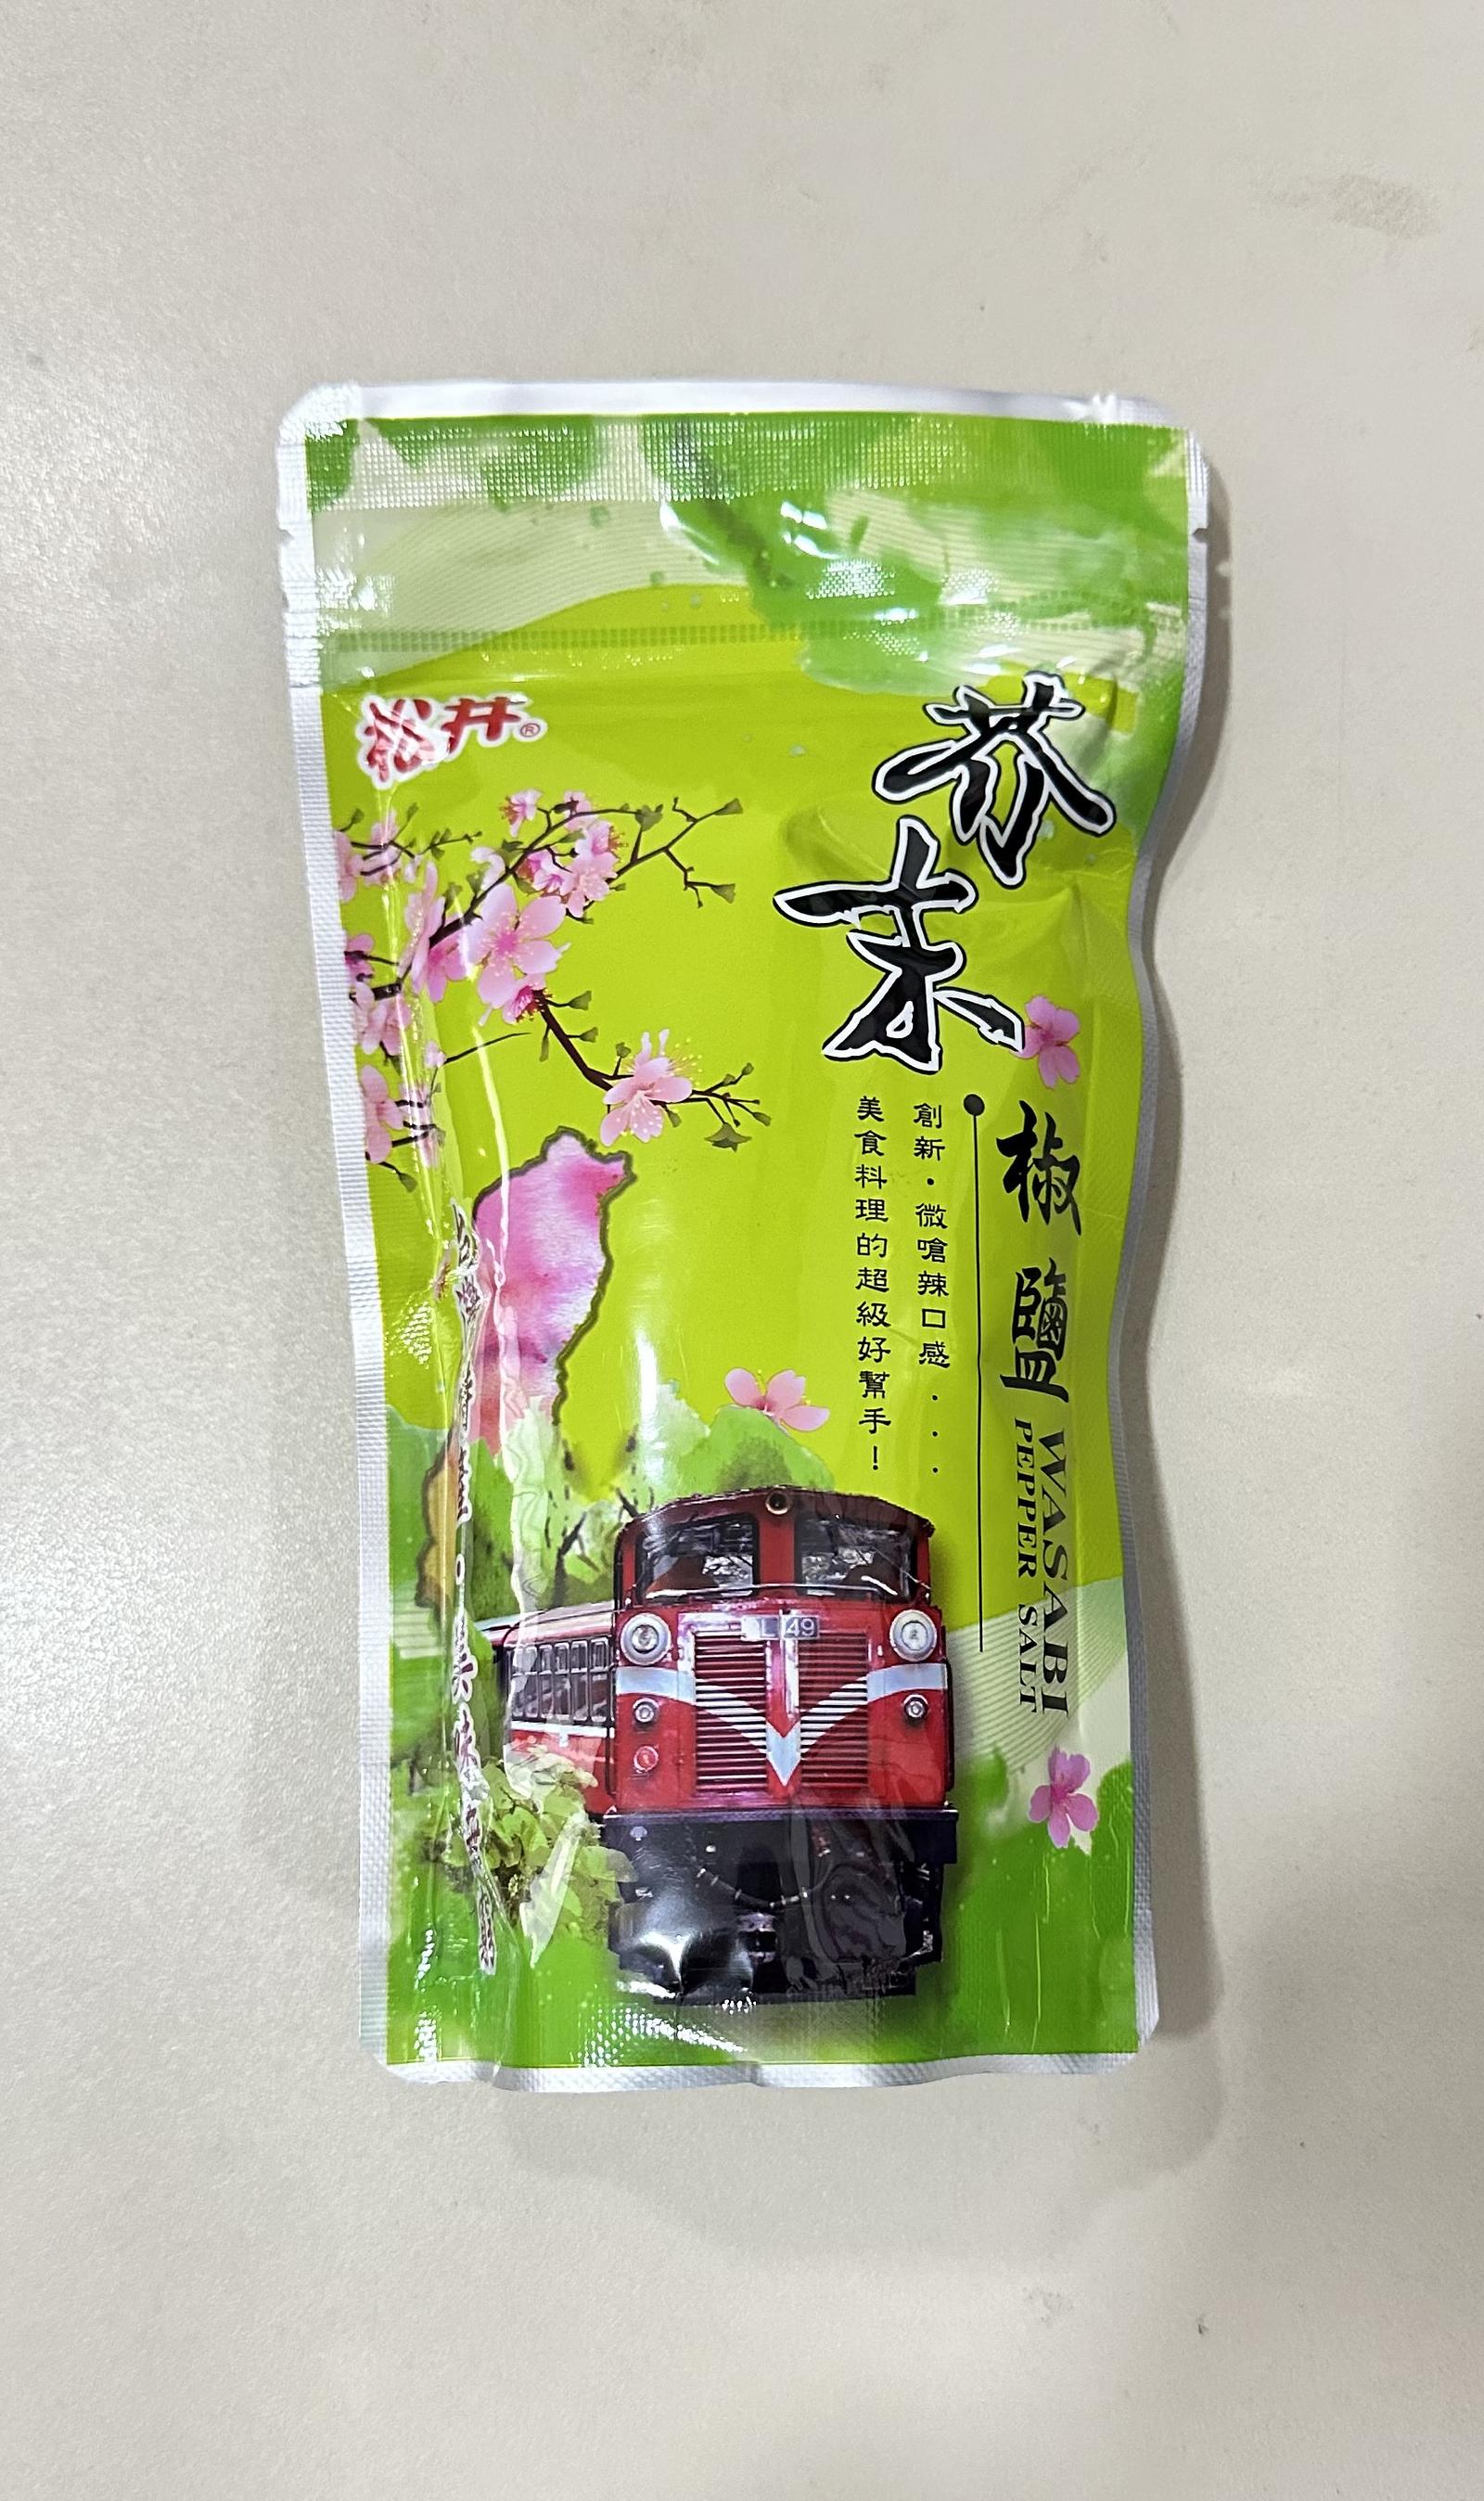 松井®
芥末
椒鹽
WASABI
PEPPER SALT
創新·微嗆辣口感...
美食料理的超級好幫手！
49